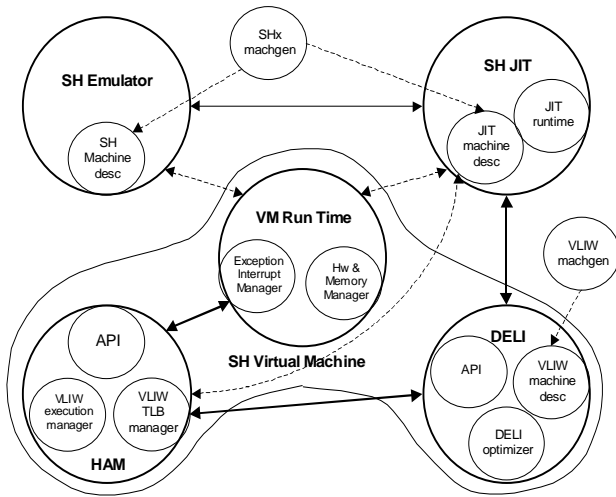 SHx
machgen
SH Emulator
SH JIT
SH
Machine
desc
JIT
machine
desc
JIT
runtime
VM Run Time
Exception
Interrupt
Manager
Hw &
Memory
Manager
VLIW
machgen
SH Virtual Machine
API
VLIW
execution
manager
VLIW
TLB
manager
HAM
DELI
API
VLIW
machine
desc
DELI
optimizer